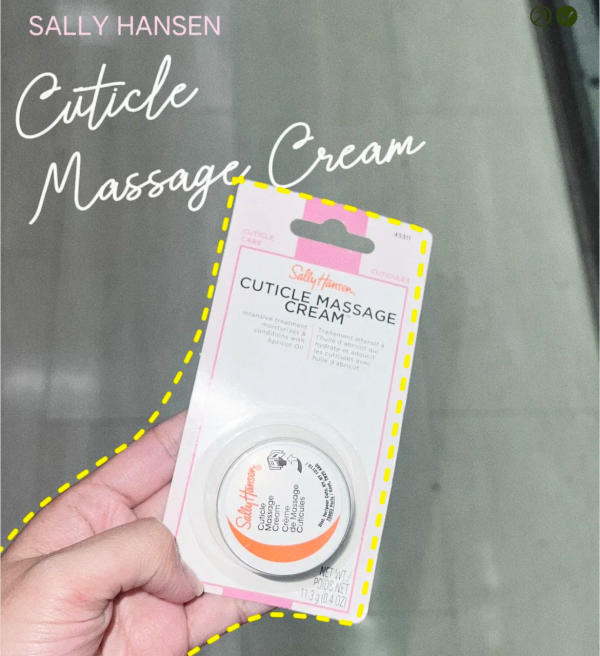 SALLY HANSEN
Cuticle
Massage Cream
CUTICLE
CARE
45311
CUTICULES
Sally Hansen
CUTICLE MASSAGE
CREAM
Intensive treatment
moisturizes &
conditions with
Apricot Oil
Traitement intensif à
l'huile d'abricot qui
hydrate et adoucit
les cuticules avec
huile d'abricot
Sally Hansen®
Cuticle
Massage
Cream
Crème
de Massage
Cuticules
NET WT./
POIDS NET
11.3 g (0.4 OZ)